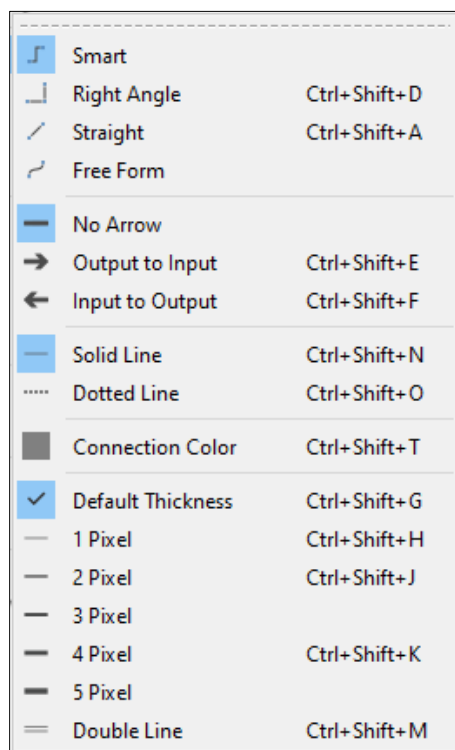 Smart
Right Angle Ctrl+Shift+D
Straight Ctrl+Shift+A
Free Form
No Arrow
Output to Input Ctrl+Shift+E
Input to Output Ctrl+Shift+F
Solid Line Ctrl+Shift+N
Dotted Line Ctrl+Shift+O
Connection Color Ctrl+Shift+T
Default Thickness Ctrl+Shift+G
1 Pixel Ctrl+Shift+H
2 Pixel Ctrl+Shift+J
3 Pixel
4 Pixel Ctrl+Shift+K
5 Pixel
Double Line Ctrl+Shift+M